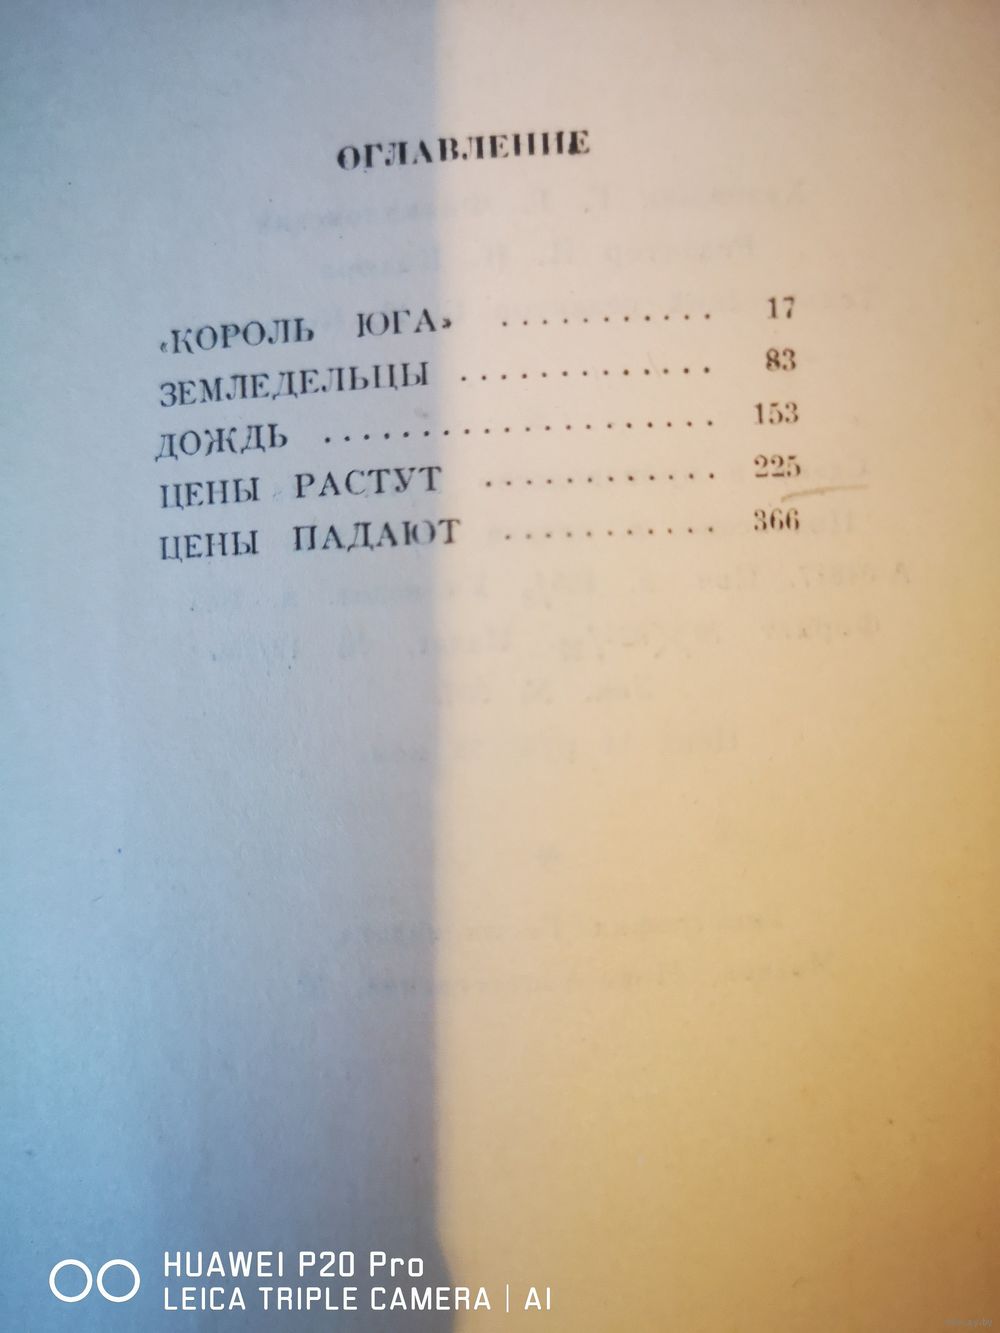 ОГЛАВЛЕНИЕ
«КОРОЛЬ ЮГА» ........... 17
ЗЕМЛЕДЕЛЬЦЫ ............. 83
ДОЖДЬ .................... 153
ЦЕНЫ РАСТУТ ............ 225
ЦЕНЫ ПАДАЮТ ........... 366
HUAWEI P20 Pro
LEICA TRIPLE CAMERA | AI